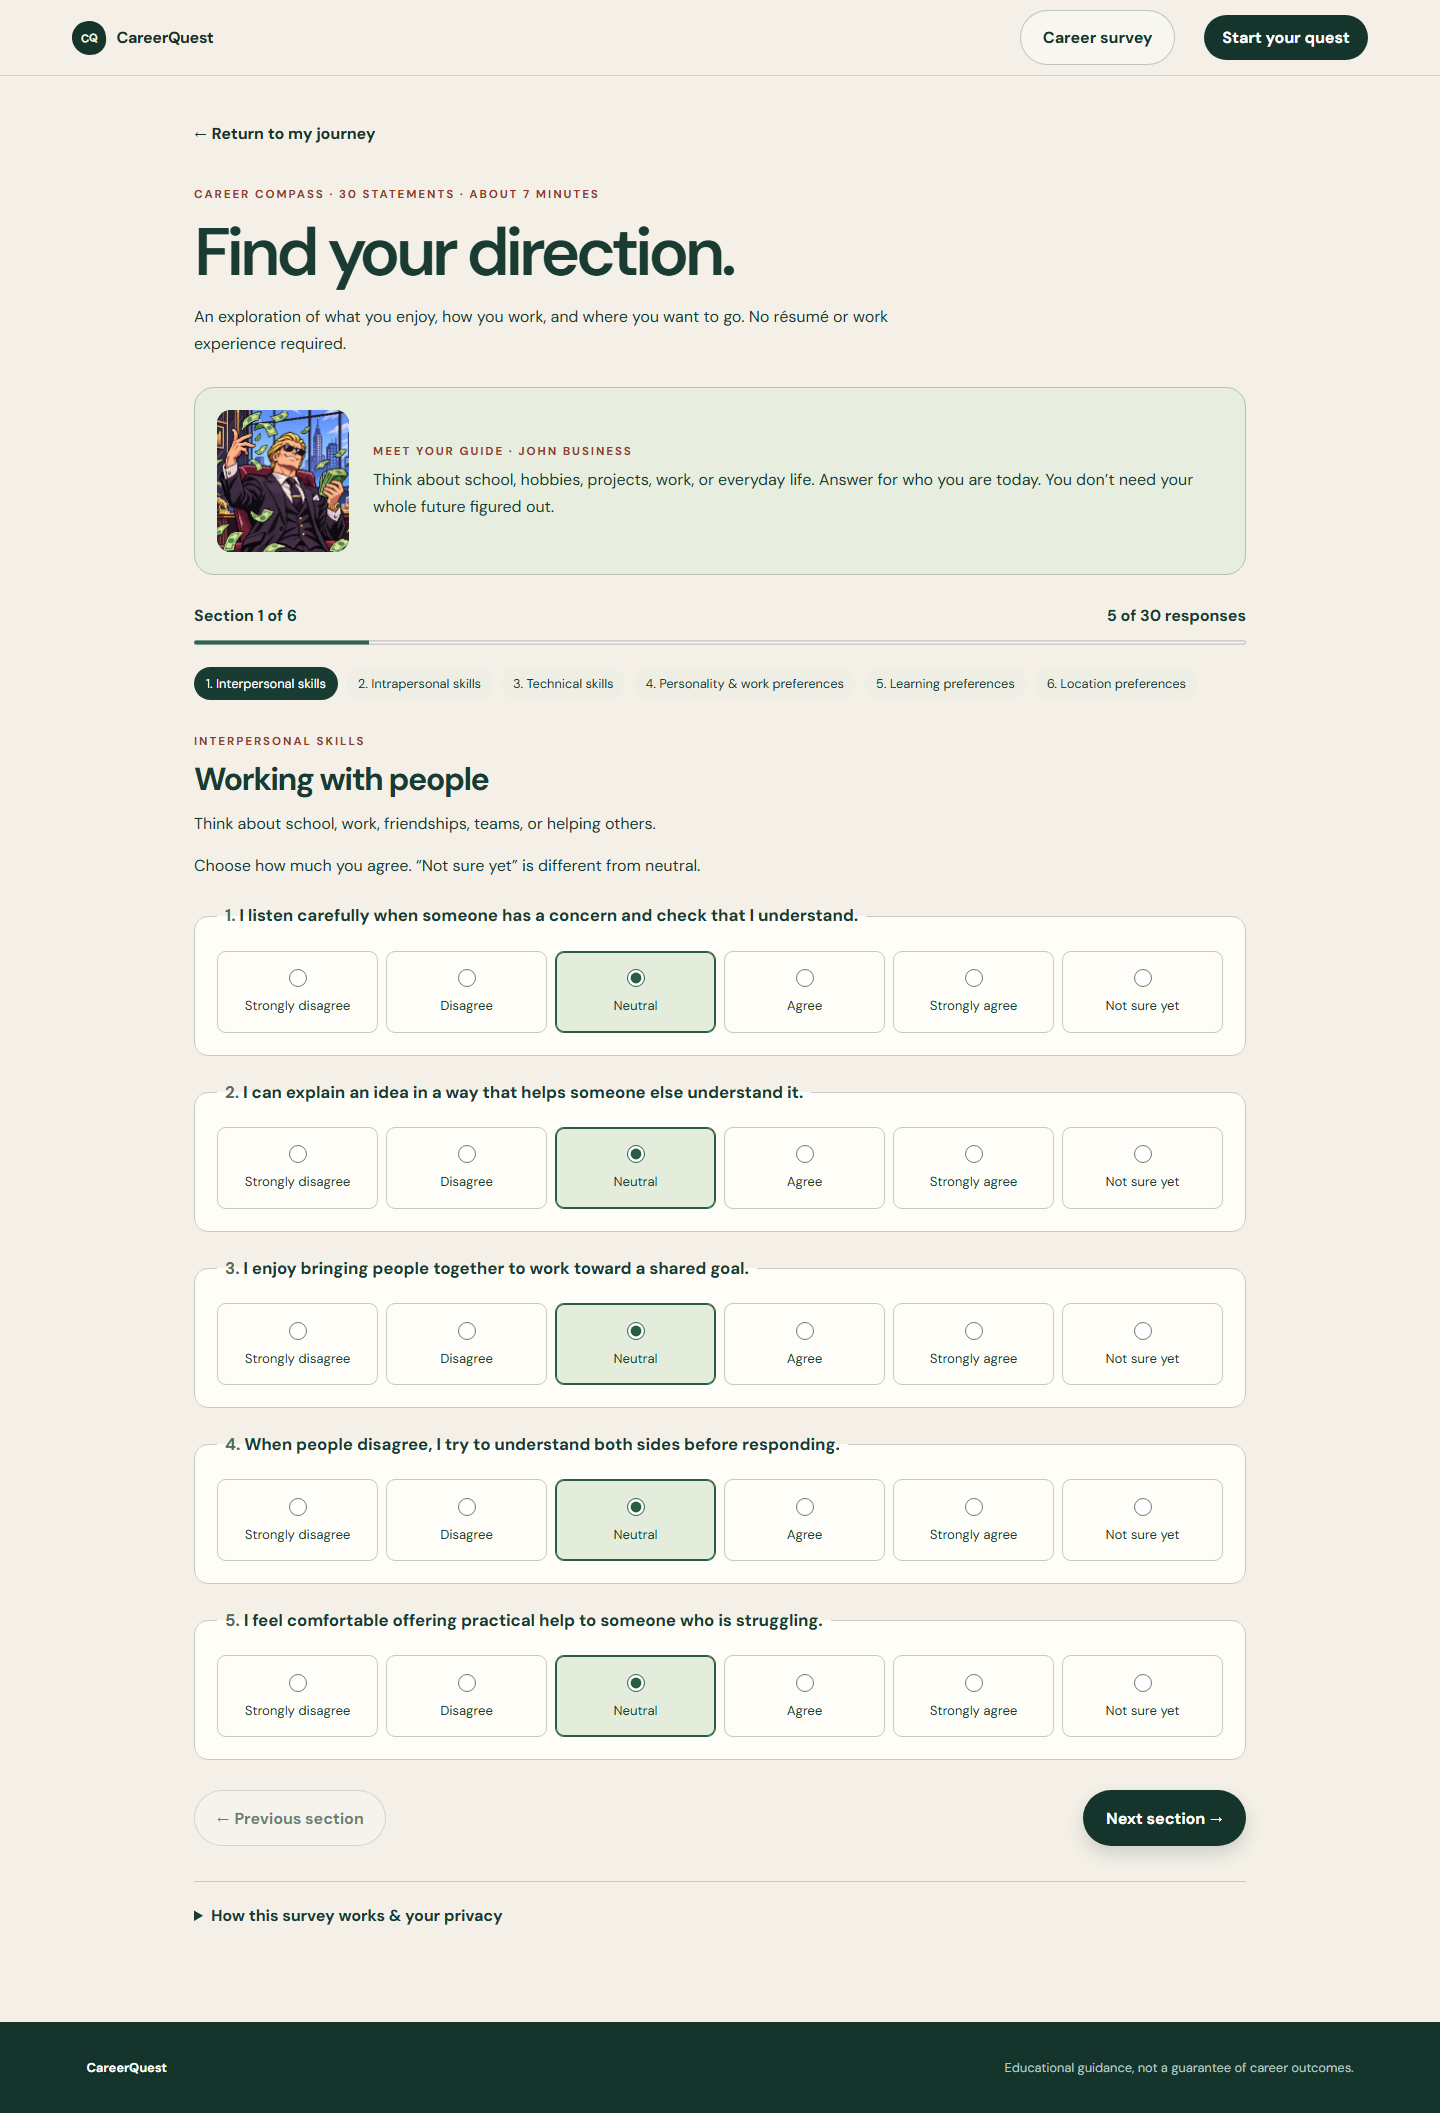 CQ CareerQuest
Career survey
Start your quest
← Return to my journey
CAREER COMPASS · 30 STATEMENTS · ABOUT 7 MINUTES
Find your direction.
An exploration of what you enjoy, how you work, and where you want to go. No résumé or work
experience required.
MEET YOUR GUIDE · JOHN BUSINESS
Think about school, hobbies, projects, work, or everyday life. Answer for who you are today. You don’t need your
whole future figured out.
Section 1 of 6
5 of 30 responses
1. Interpersonal skills
2. Intrapersonal skills
3. Technical skills
4. Personality & work preferences
5. Learning preferences
6. Location preferences
INTERPERSONAL SKILLS
Working with people
Think about school, work, friendships, teams, or helping others.
Choose how much you agree. “Not sure yet” is different from neutral.
1. I listen carefully when someone has a concern and check that I understand.
Strongly disagree
Disagree
Neutral
Agree
Strongly agree
Not sure yet
2. I can explain an idea in a way that helps someone else understand it.
Strongly disagree
Disagree
Neutral
Agree
Strongly agree
Not sure yet
3. I enjoy bringing people together to work toward a shared goal.
Strongly disagree
Disagree
Neutral
Agree
Strongly agree
Not sure yet
4. When people disagree, I try to understand both sides before responding.
Strongly disagree
Disagree
Neutral
Agree
Strongly agree
Not sure yet
5. I feel comfortable offering practical help to someone who is struggling.
Strongly disagree
Disagree
Neutral
Agree
Strongly agree
Not sure yet
← Previous section
Next section →
How this survey works & your privacy
CareerQuest
Educational guidance, not a guarantee of career outcomes.